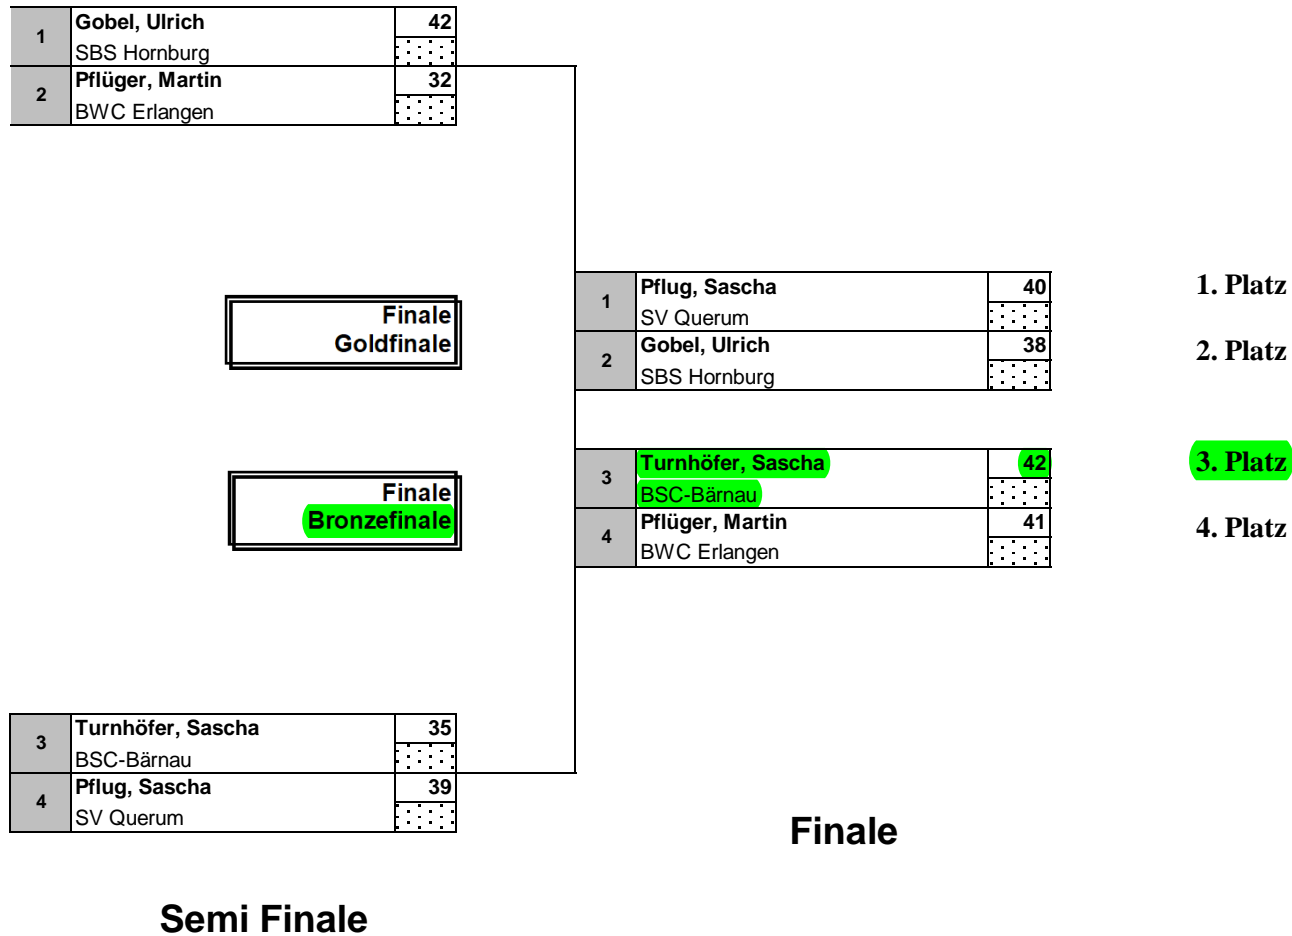 1 Gobel, Ulrich 42
SBS Hornburg
2 Pflüger, Martin 32
BWC Erlangen
Finale
Goldfinale
1 Pflug, Sascha 40 1. Platz
SV Querum
2 Gobel, Ulrich 38 2. Platz
SBS Hornburg
Finale
Bronzefinale
3 Turnhöfer, Sascha 42 3. Platz
BSC-Bärnau
4 Pflüger, Martin 41 4. Platz
BWC Erlangen
3 Turnhöfer, Sascha 35
BSC-Bärnau
4 Pflug, Sascha 39
SV Querum
Finale
Semi Finale